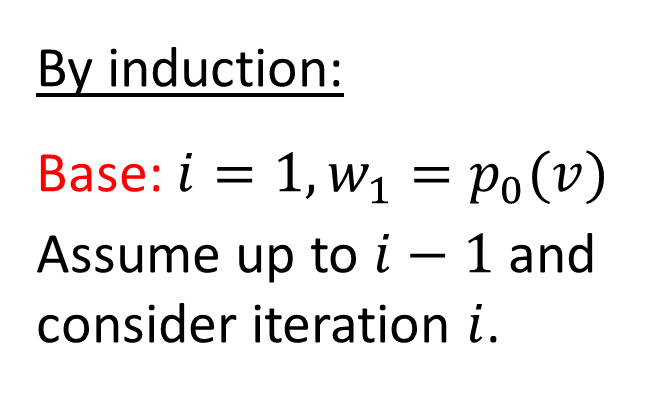 By induction:
Base: i = 1, w₁ = p₀(v)
Assume up to i − 1 and
consider iteration i.